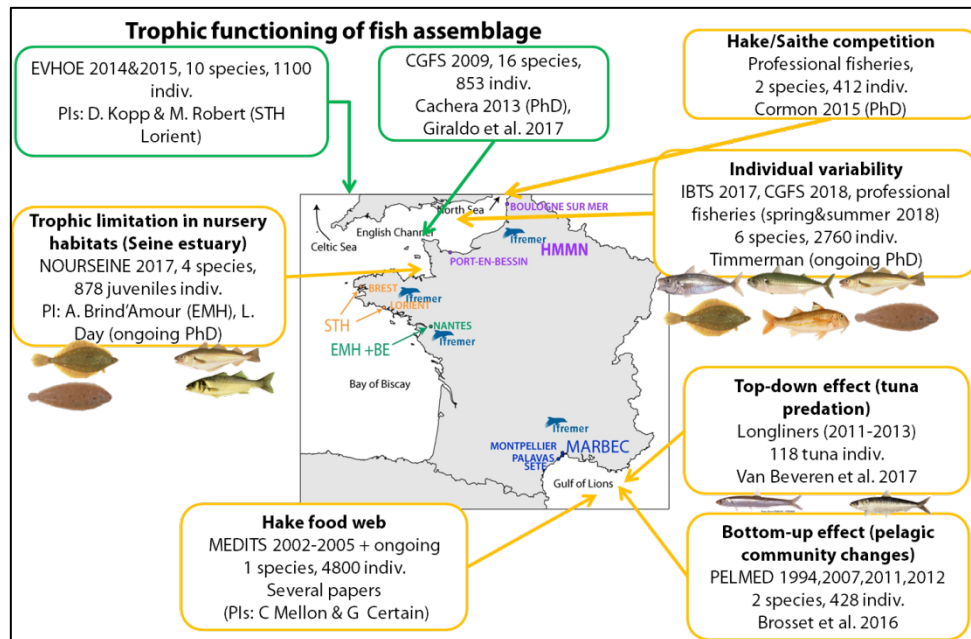 Trophic functioning of fish assemblage
EVHOE 2014&2015, 10 species, 1100
indiv.
PIs: D. Kopp & M. Robert (STH
Lorient)
CGFS 2009, 16 species,
853 indiv.
Cachera 2013 (PhD),
Giraldo et al. 2017
Hake/Saithe competition
Professional fisheries,
2 species, 412 indiv.
Cormon 2015 (PhD)
Individual variability
IBTS 2017, CGFS 2018, professional
fisheries (spring&summer 2018)
6 species, 2760 indiv.
Timmerman (ongoing PhD)
Trophic limitation in nursery
habitats (Seine estuary)
NOURSEINE 2017, 4 species,
878 juveniles indiv.
PI: A. Brind'Amour (EMH), L.
Day (ongoing PhD)
North Sea
BOULOGNE SUR MER
English Channel
Celtic Sea
Ifremer
HMMN
PORT-EN-BESSIN
BREST
Ifremer
LORIENT
STH
NANTES
Ifremer
EMH +BE
Bay of Biscay
Ifremer
MONTPELLIER
MARBEC
PALAVAS
SETE
Gulf of Lions
Top-down effect (tuna
predation)
Longliners (2011-2013)
118 tuna indiv.
Van Beveren et al. 2017
Hake food web
MEDITS 2002-2005 + ongoing
1 species, 4800 indiv.
Several papers
(PIs: C Mellon & G Certain)
Bottom-up effect (pelagic
community changes)
PELMED 1994,2007,2011,2012
2 species, 428 indiv.
Brosset et al. 2016